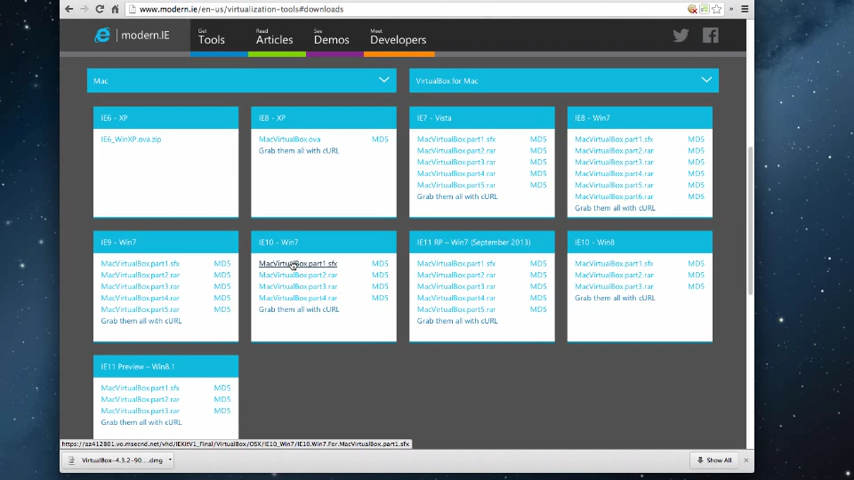 www.modern.ie/en-us/virtualization-tools#downloads
modern.IE
Get
Tools
Read
Articles
See
Demos
Meet
Developers
Mac
VirtualBox for Mac
IE6 - XP
IE6_WinXP.ova.zip
IE8 - XP
MacVirtualBox.ova MD5
Grab them all with cURL
IE7 - Vista
MacVirtualBox.part1.sfx MD5
MacVirtualBox.part2.rar MD5
MacVirtualBox.part3.rar MD5
MacVirtualBox.part4.rar MD5
MacVirtualBox.part5.rar MD5
Grab them all with cURL
IE8 - Win7
MacVirtualBox.part1.sfx MD5
MacVirtualBox.part2.rar MD5
MacVirtualBox.part3.rar MD5
MacVirtualBox.part4.rar MD5
MacVirtualBox.part5.rar MD5
MacVirtualBox.part6.rar MD5
Grab them all with cURL
IE9 - Win7
MacVirtualBox.part1.sfx MD5
MacVirtualBox.part2.rar MD5
MacVirtualBox.part3.rar MD5
MacVirtualBox.part4.rar MD5
MacVirtualBox.part5.rar MD5
Grab them all with cURL
IE10 - Win7
MacVirtualBox.part1.sfx MD5
MacVirtualBox.part2.rar MD5
MacVirtualBox.part3.rar MD5
MacVirtualBox.part4.rar MD5
Grab them all with cURL
IE11 RP – Win7 (September 2013)
MacVirtualBox.part1.sfx MD5
MacVirtualBox.part2.rar MD5
MacVirtualBox.part3.rar MD5
MacVirtualBox.part4.rar MD5
MacVirtualBox.part5.rar MD5
Grab them all with cURL
IE10 - Win8
MacVirtualBox.part1.sfx MD5
MacVirtualBox.part2.rar MD5
MacVirtualBox.part3.rar MD5
Grab them all with cURL
IE11 Preview – Win8.1
MacVirtualBox.part1.sfx MD5
MacVirtualBox.part2.rar MD5
MacVirtualBox.part3.rar MD5
Grab them all with cURL
https://az412801.vo.msecnd.net/vhd/IEKitV1_Final/VirtualBox/OSX/IE10_Win7/IE10.Win7.For.MacVirtualBox.part1.sfx
VirtualBox-4.3.2-90....dmg
Show All